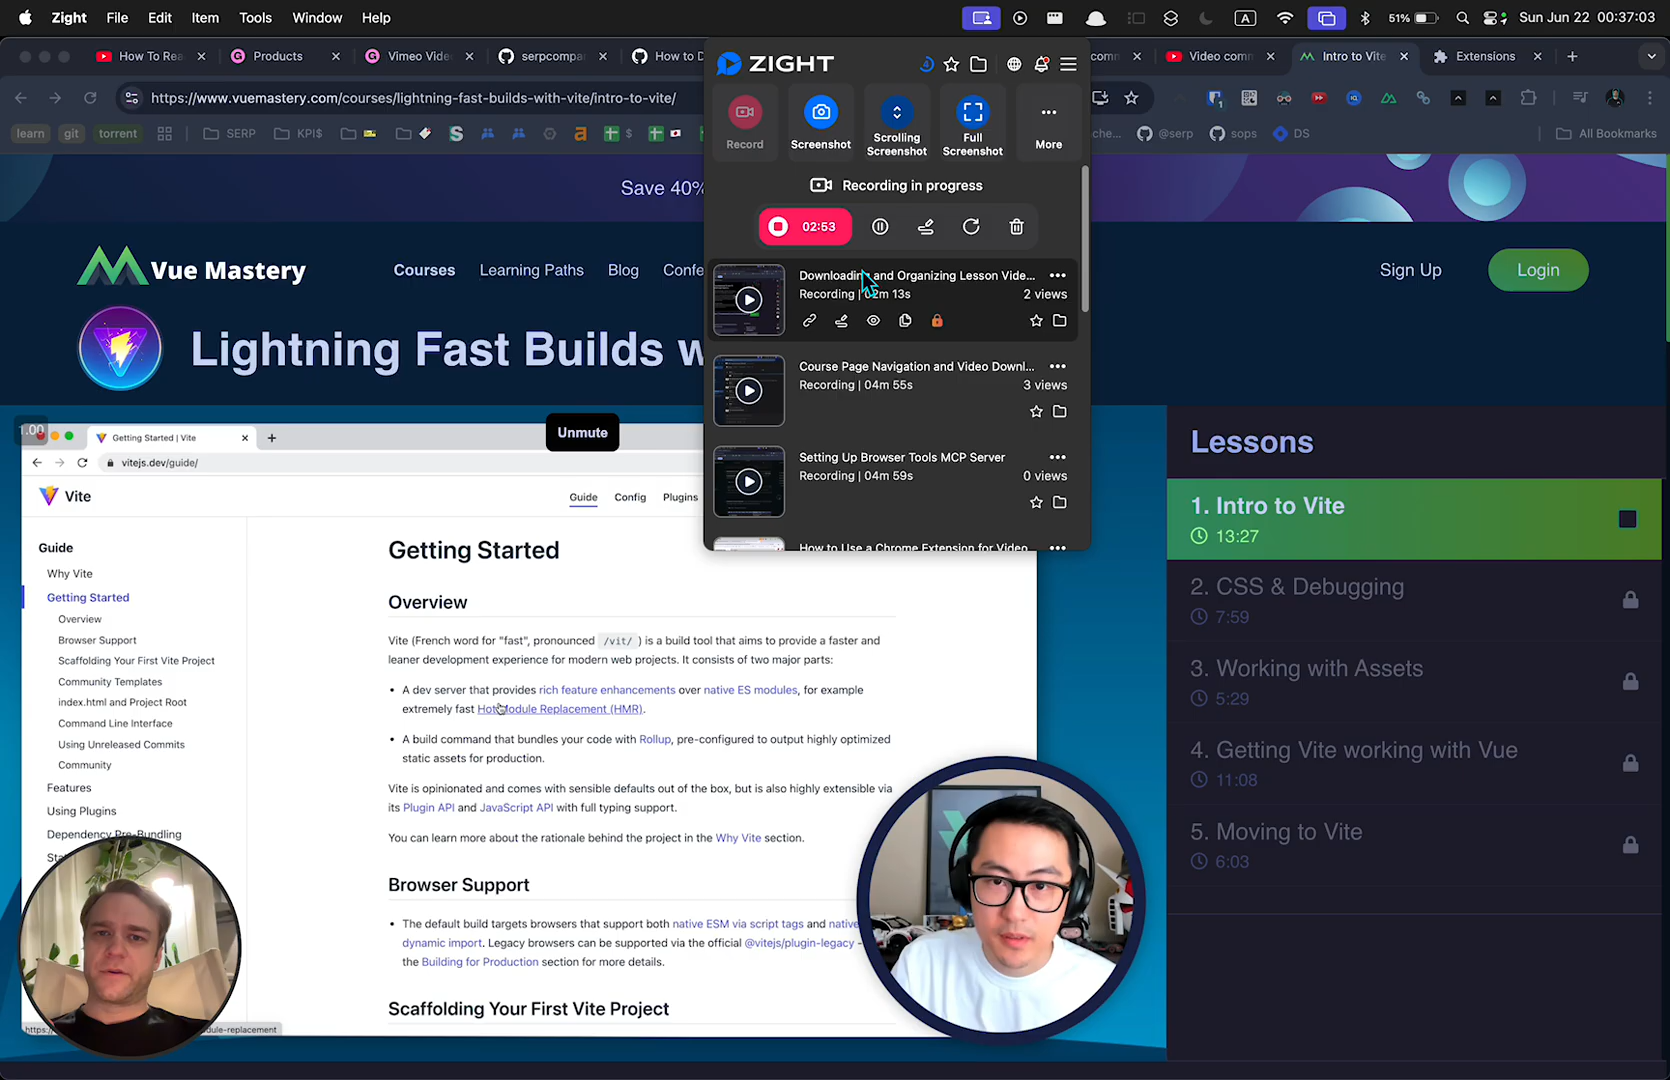 Zight File Edit Item Tools Window Help
A 51% Sun Jun 22 00:37:03
How To Rea
Products
Vimeo Vide
serpcompa
How to D
comn
Video comm
Intro to Vite
Extensions
https://www.vuemastery.com/courses/lightning-fast-builds-with-vite/intro-to-vite/
learn git torrent SERP KPI$ $
che... @serp sops DS All Bookmarks
ZIGHT
Record
Screenshot
Scrolling
Screenshot
Full
Screenshot
More
Recording in progress
02:53
Downloading and Organizing Lesson Vide...
Recording | 02m 13s 2 views
Course Page Navigation and Video Downl...
Recording | 04m 55s 3 views
Setting Up Browser Tools MCP Server
Recording | 04m 59s 0 views
How to Use a Chrome Extension for Video
Save 40%
Vue Mastery
Courses Learning Paths Blog Confe
Sign Up Login
Lightning Fast Builds w
1.00
Getting Started | Vite
Unmute
vitejs.dev/guide/
Vite
Guide Config Plugins
Guide
Why Vite
Getting Started
Overview
Browser Support
Scaffolding Your First Vite Project
Community Templates
index.html and Project Root
Command Line Interface
Using Unreleased Commits
Community
Features
Using Plugins
Dependency Pre-Bundling
Getting Started
Overview
Vite (French word for "fast", pronounced /vit/ ) is a build tool that aims to provide a faster and
leaner development experience for modern web projects. It consists of two major parts:
• A dev server that provides rich feature enhancements over native ES modules, for example
extremely fast Hot Module Replacement (HMR).
• A build command that bundles your code with Rollup, pre-configured to output highly optimized
static assets for production.
Vite is opinionated and comes with sensible defaults out of the box, but is also highly extensible via
its Plugin API and JavaScript API with full typing support.
You can learn more about the rationale behind the project in the Why Vite section.
Browser Support
• The default build targets browsers that support both native ESM via script tags and native
dynamic import. Legacy browsers can be supported via the official @vitejs/plugin-legacy -
the Building for Production section for more details.
Scaffolding Your First Vite Project
https:
ule-replacement
Lessons
1. Intro to Vite
13:27
2. CSS & Debugging
7:59
3. Working with Assets
5:29
4. Getting Vite working with Vue
11:08
5. Moving to Vite
6:03